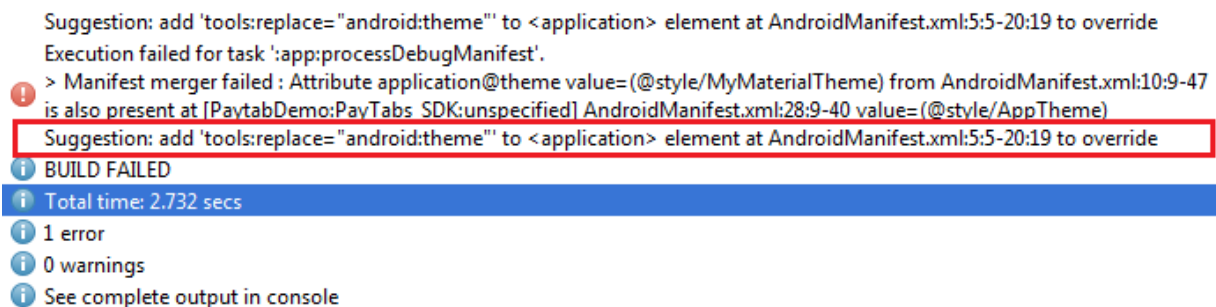 Suggestion: add 'tools:replace="android:theme"' to <application> element at AndroidManifest.xml:5:5-20:19 to override
Execution failed for task ':app:processDebugManifest'.
> Manifest merger failed : Attribute application@theme value=(@style/MyMaterialTheme) from AndroidManifest.xml:10:9-47
is also present at [PaytabDemo:PayTabs_SDK:unspecified] AndroidManifest.xml:28:9-40 value=(@style/AppTheme)
Suggestion: add 'tools:replace="android:theme"' to <application> element at AndroidManifest.xml:5:5-20:19 to override
BUILD FAILED
Total time: 2.732 secs
1 error
0 warnings
See complete output in console